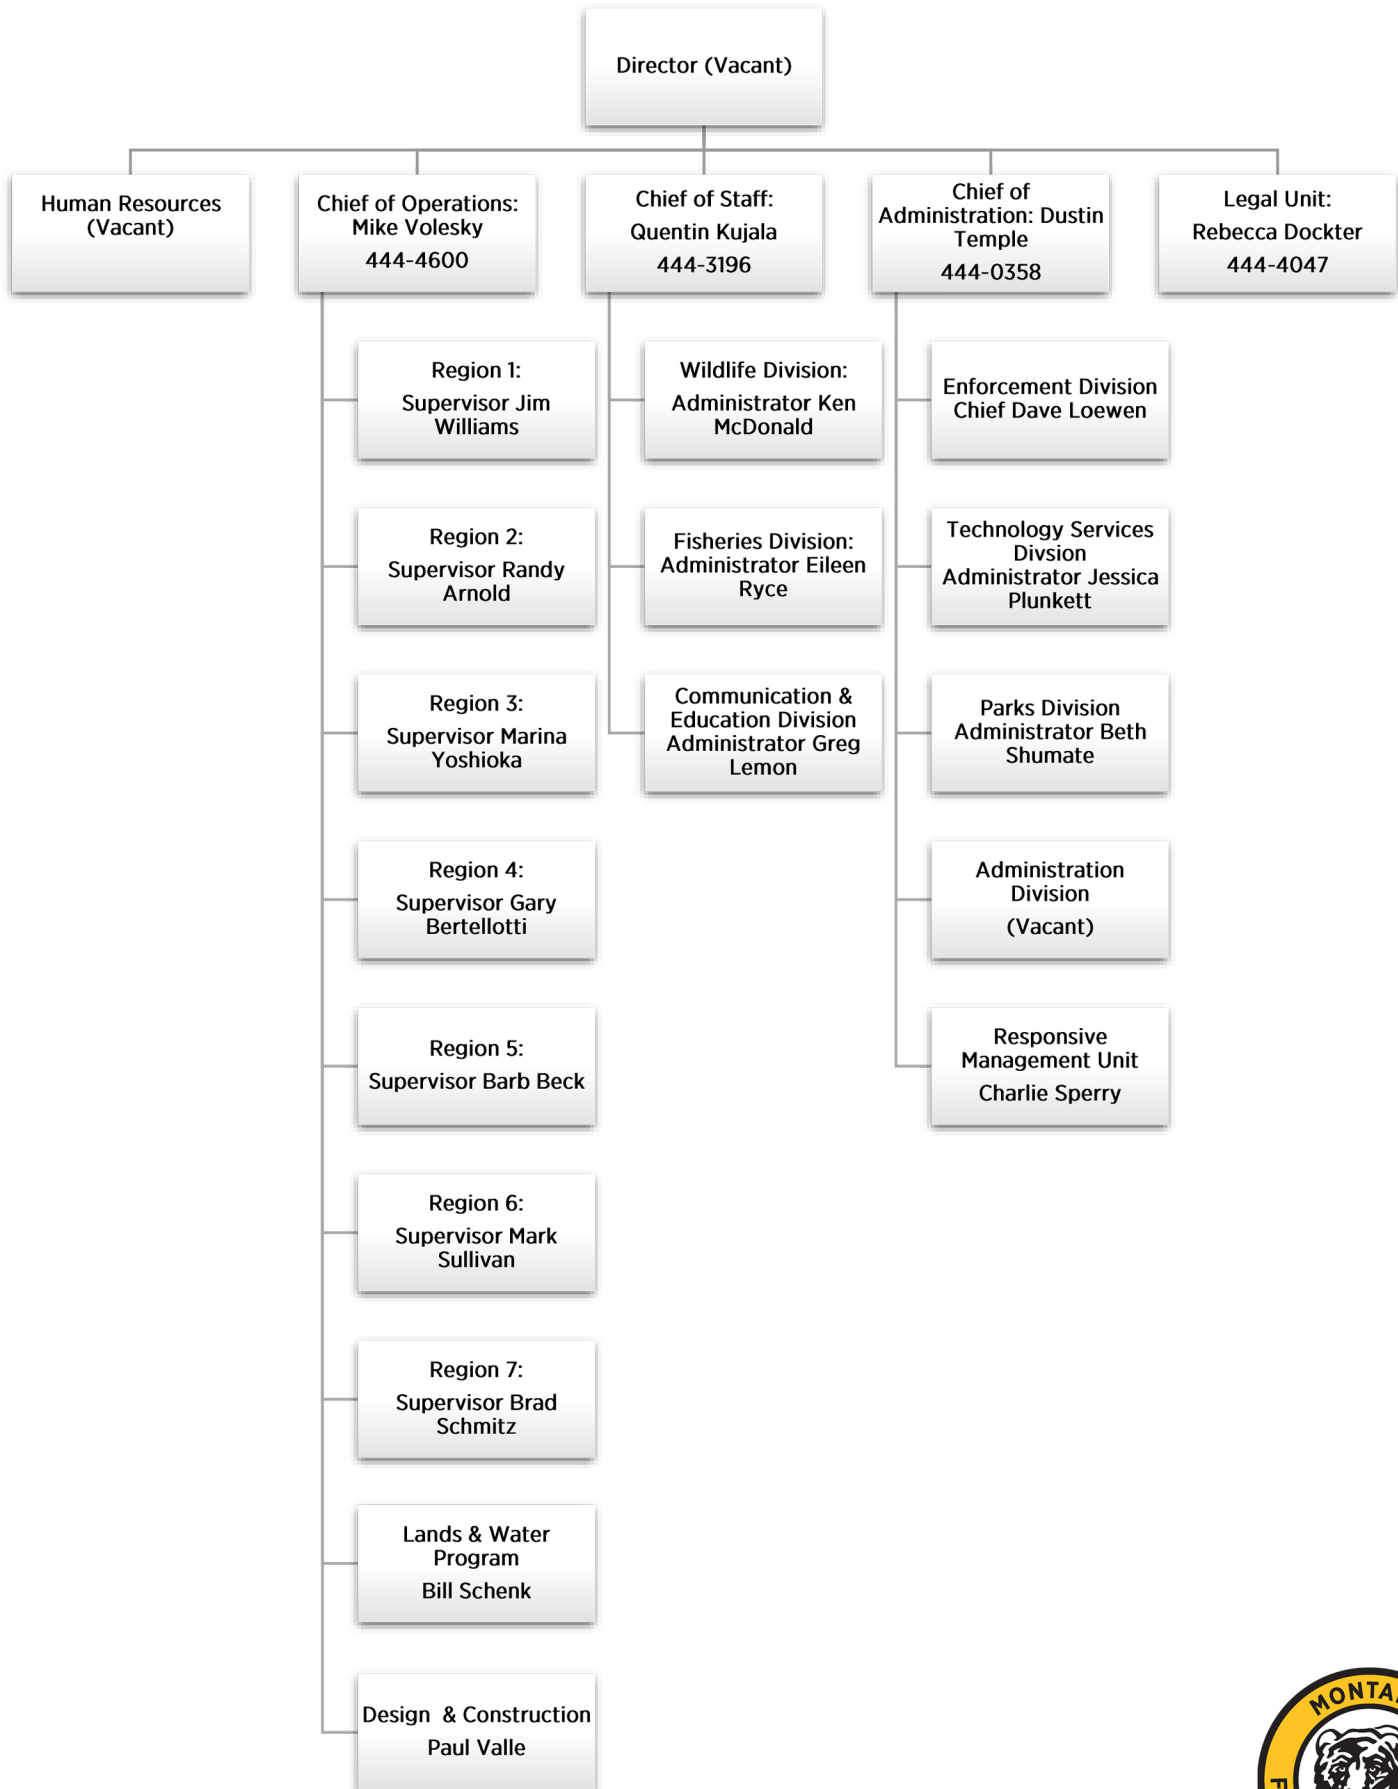 Director (Vacant)
Human Resources
(Vacant)
Chief of Operations:
Mike Volesky
444-4600
Chief of Staff:
Quentin Kujala
444-3196
Chief of
Administration: Dustin
Temple
444-0358
Legal Unit:
Rebecca Dockter
444-4047
Region 1:
Supervisor Jim
Williams
Region 2:
Supervisor Randy
Arnold
Region 3:
Supervisor Marina
Yoshioka
Region 4:
Supervisor Gary
Bertellotti
Region 5:
Supervisor Barb Beck
Region 6:
Supervisor Mark
Sullivan
Region 7:
Supervisor Brad
Schmitz
Lands & Water
Program
Bill Schenk
Design & Construction
Paul Valle
Wildlife Division:
Administrator Ken
McDonald
Fisheries Division:
Administrator Eileen
Ryce
Communication &
Education Division
Administrator Greg
Lemon
Enforcement Division
Chief Dave Loewen
Technology Services
Divsion
Administrator Jessica
Plunkett
Parks Division
Administrator Beth
Shumate
Administration
Division
(Vacant)
Responsive
Management Unit
Charlie Sperry